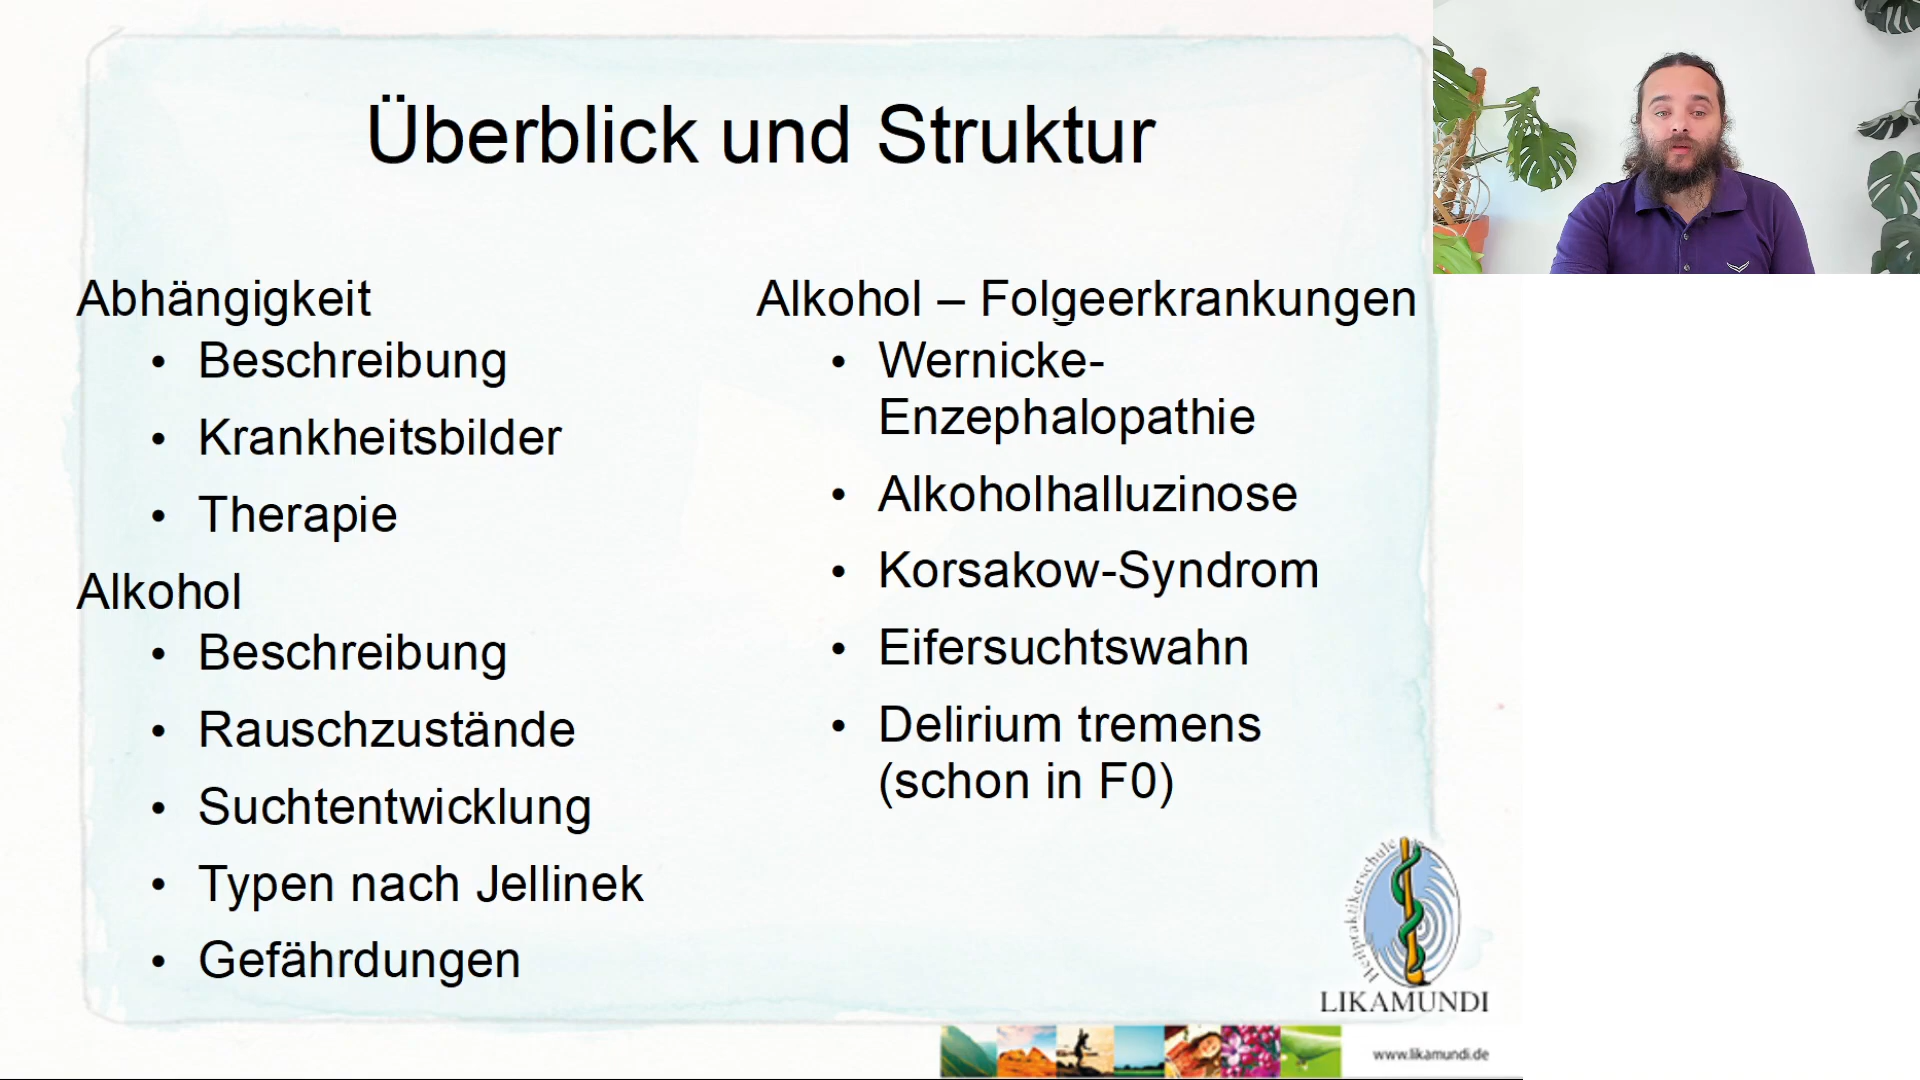 Überblick und Struktur
Abhängigkeit
• Beschreibung
• Krankheitsbilder
• Therapie
Alkohol
• Beschreibung
• Rauschzustände
• Suchtentwicklung
• Typen nach Jellinek
• Gefährdungen
Alkohol – Folgeerkrankungen
• Wernicke-
Enzephalopathie
• Alkoholhalluzinose
• Korsakow-Syndrom
• Eifersuchtswahn
• Delirium tremens
(schon in F0)
Heilpraktikerschule
LIKAMUNDI
www.likamundi.de